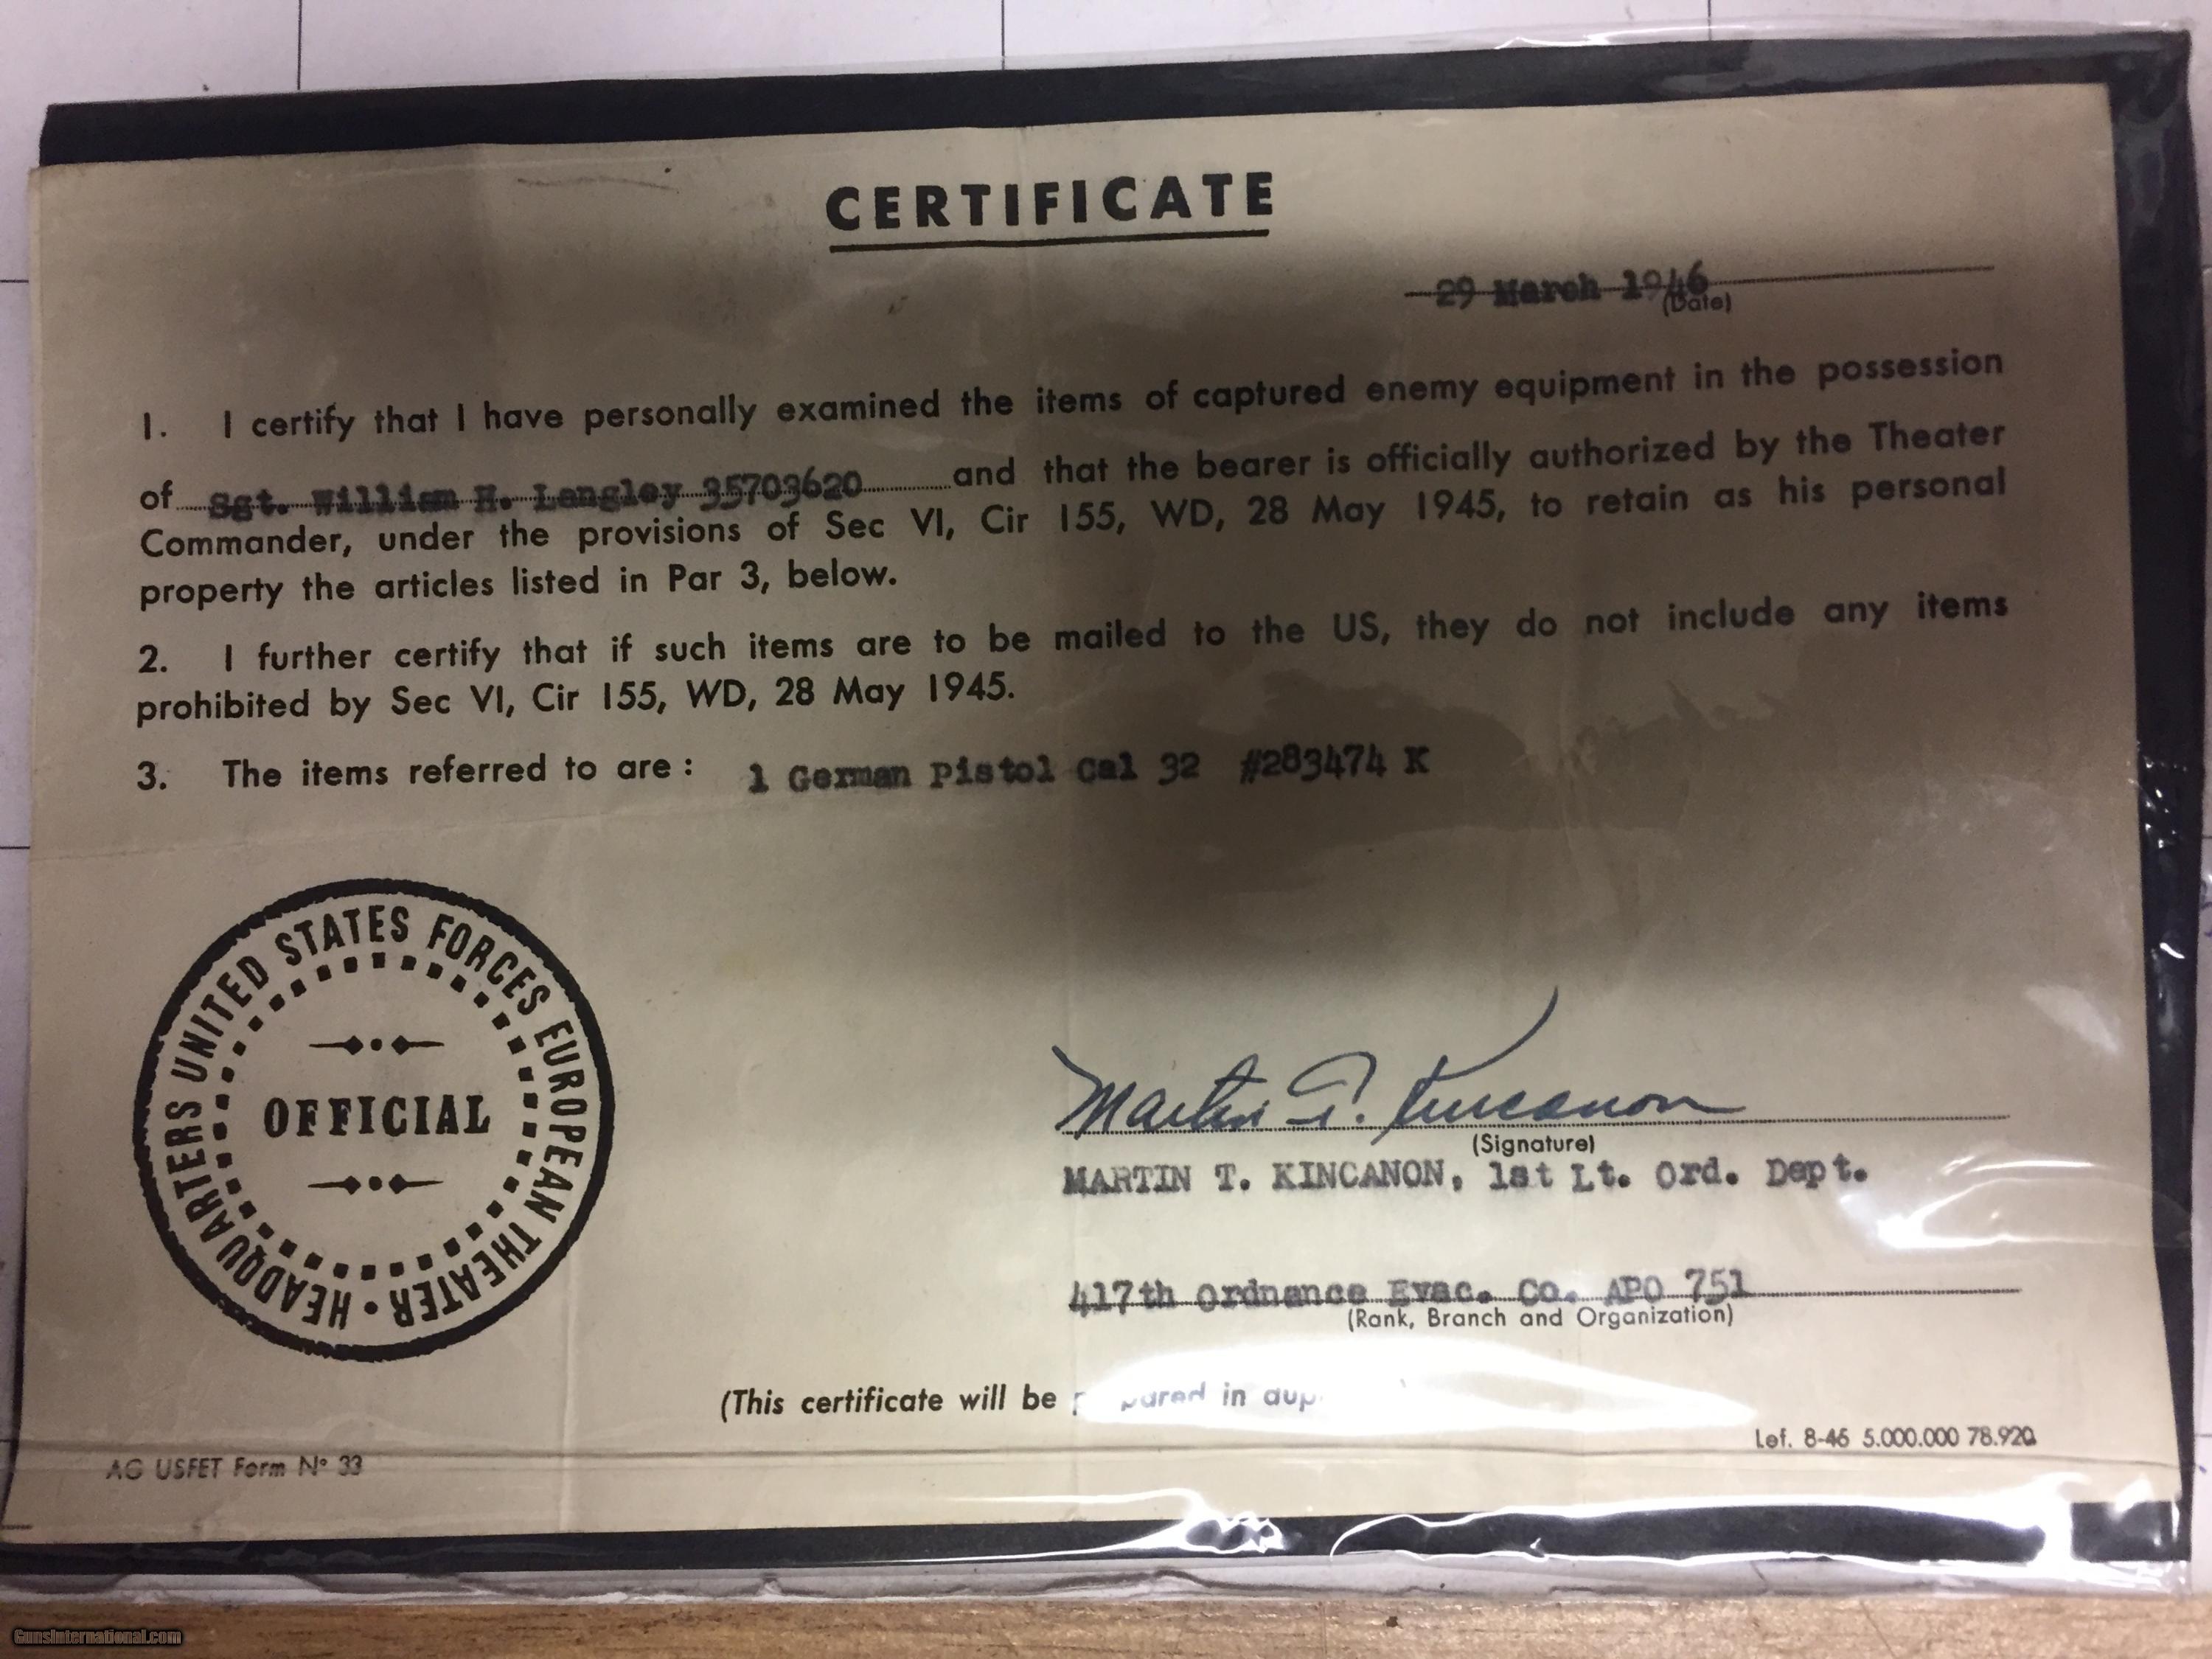 CERTIFICATE
29 March 1946
(Date)
1. I certify that I have personally examined the items of captured enemy equipment in the possession
of Sgt. William H. Langley 35703620 and that the bearer is officially authorized by the Theater
Commander, under the provisions of Sec VI, Cir 155, WD, 28 May 1945, to retain as his personal
property the articles listed in Par 3, below.
2. I further certify that if such items are to be mailed to the US, they do not include any items
prohibited by Sec VI, Cir 155, WD, 28 May 1945.
3. The items referred to are : 1 German Pistol Cal 32 #283474 K
HEADQUARTERS UNITED STATES FORCES EUROPEAN THEATER •
OFFICIAL
Martin T. Kincanon
(Signature)
MARTIN T. KINCANON, 1st Lt. Ord. Dept.
417th Ordnance Evac. Co. APO 751
(Rank, Branch and Organization)
(This certificate will be in
AG USFET Form N° 33
Lef. 8-46 5.000.000 78.920
GunsInternational.com